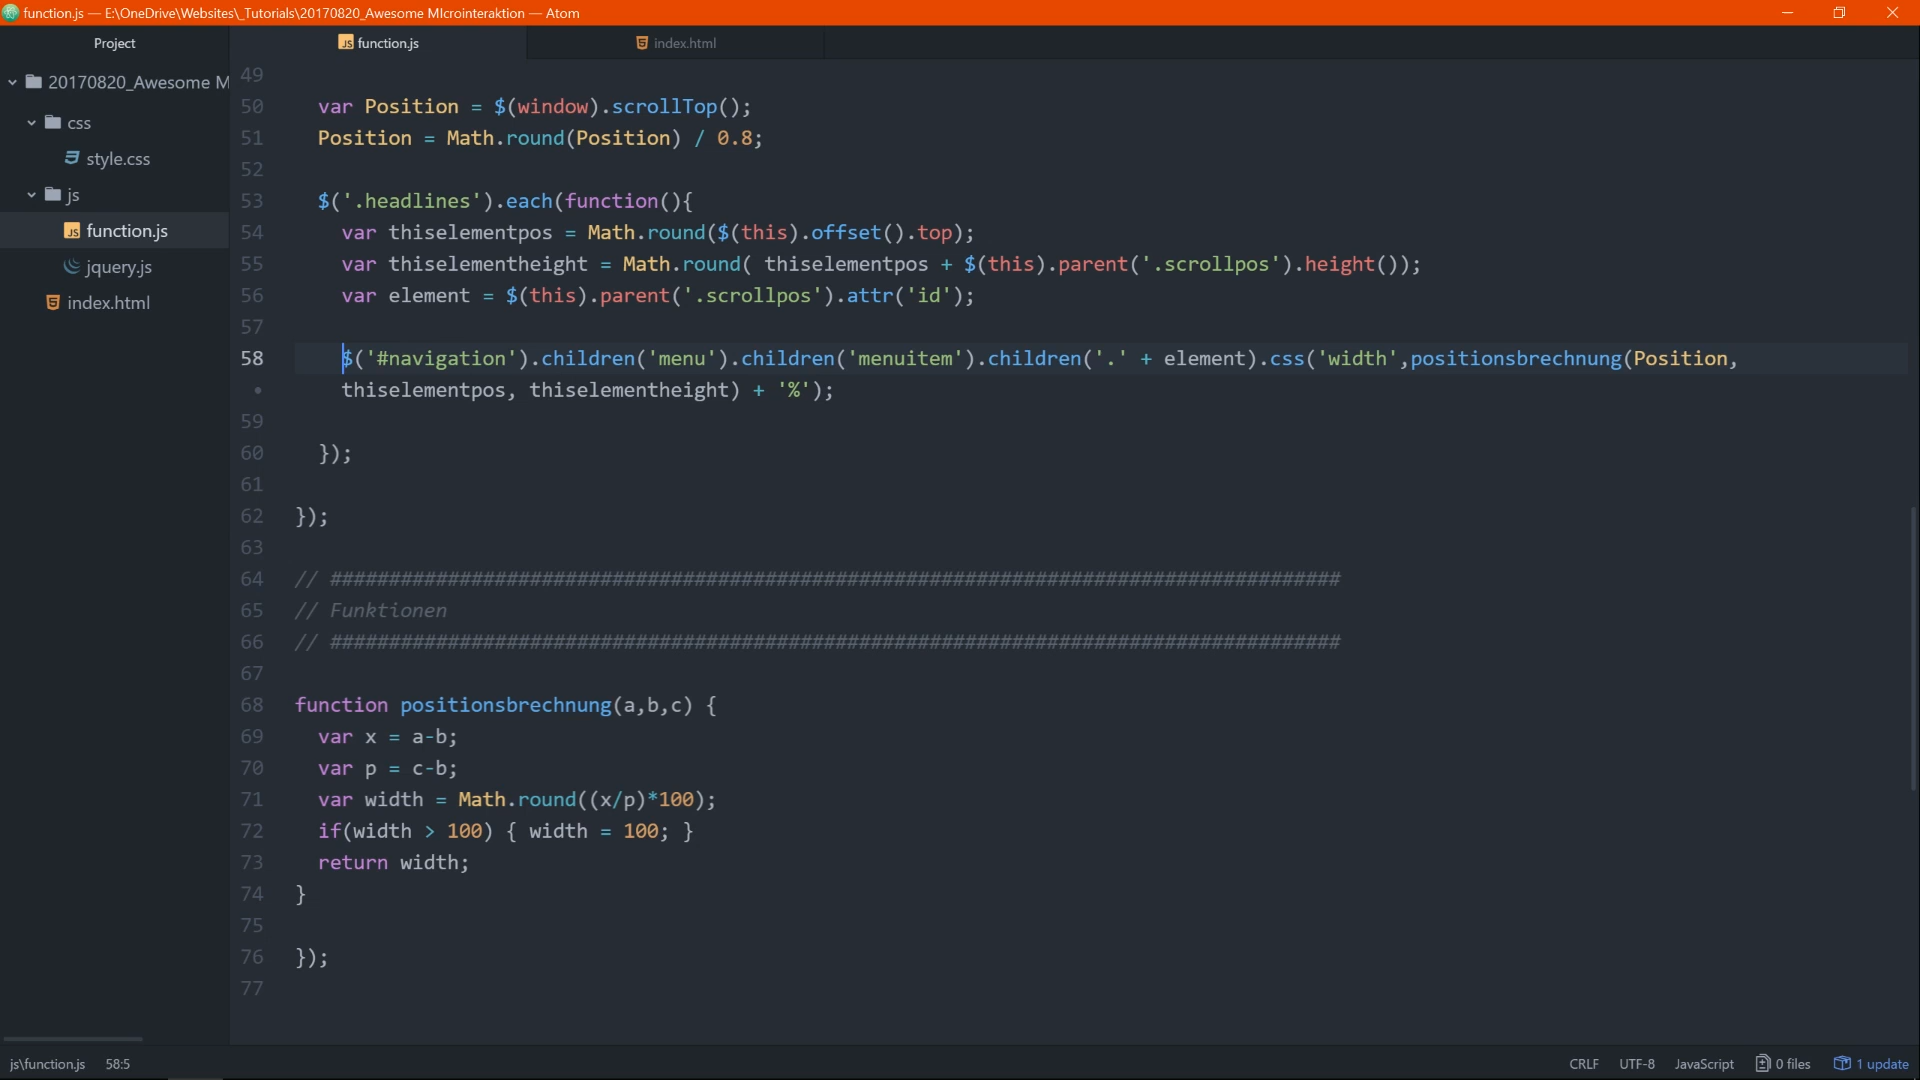 function.js — E:\OneDrive\Websites\_Tutorials\20170820_Awesome MIcrointeraktion — Atom
Project
function.js
index.html
20170820_Awesome M
css
style.css
js
function.js
jquery.js
index.html
49
50 var Position = $(window).scrollTop();
51 Position = Math.round(Position) / 0.8;
52
53 $('.headlines').each(function(){
54 var thiselementpos = Math.round($(this).offset().top);
55 var thiselementheight = Math.round( thiselementpos + $(this).parent('.scrollpos').height());
56 var element = $(this).parent('.scrollpos').attr('id');
57
58 $('#navigation').children('menu').children('menuitem').children('.' + element).css('width',positionsbrechnung(Position,
• thiselementpos, thiselementheight) + '%');
59
60 });
61
62 });
63
64 // ######################################################################################
65 // Funktionen
66 // ######################################################################################
67
68 function positionsbrechnung(a,b,c) {
69 var x = a-b;
70 var p = c-b;
71 var width = Math.round((x/p)*100);
72 if(width > 100) { width = 100; }
73 return width;
74 }
75
76 });
77
js\function.js 58:5
CRLF UTF-8 JavaScript 0 files 1 update